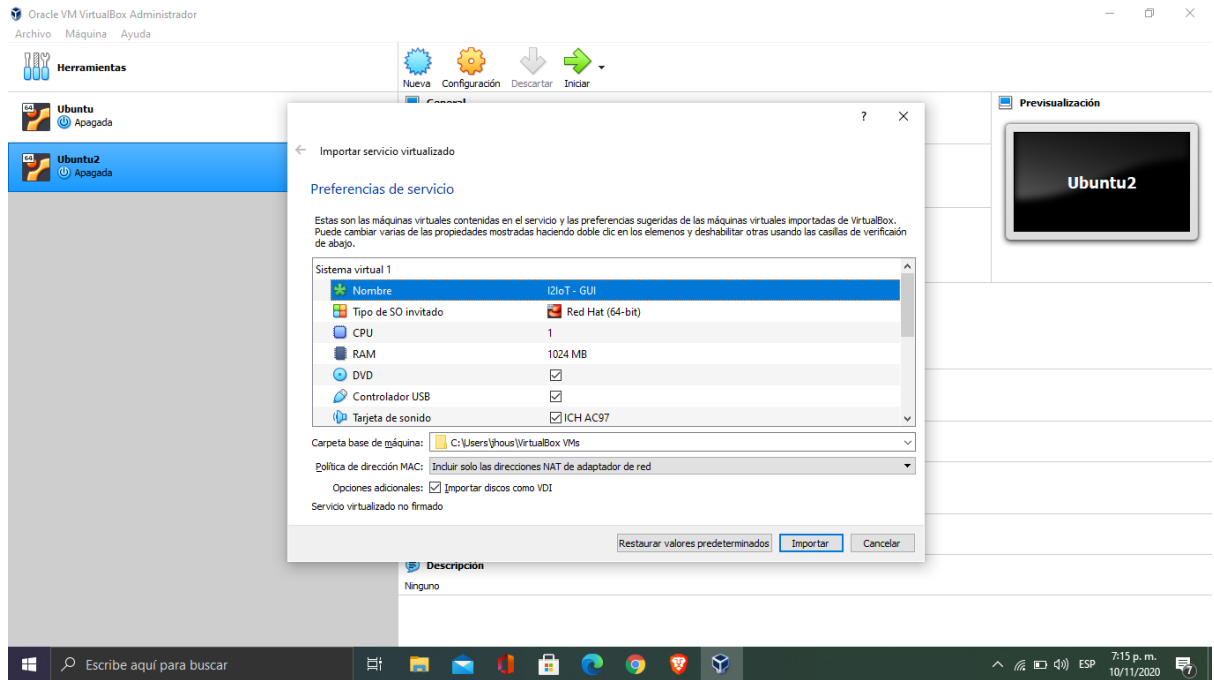 Oracle VM VirtualBox Administrador
Archivo Máquina Ayuda
Herramientas
Nueva Configuración Descartar Iniciar
64
Ubuntu
Apagada
64
Ubuntu2
Apagada
General
Previsualización
Ubuntu2
?
Importar servicio virtualizado
Preferencias de servicio
Estas son las máquinas virtuales contenidas en el servicio y las preferencias sugeridas de las máquinas virtuales importadas de VirtualBox.
Puede cambiar varias de las propiedades mostradas haciendo doble clic en los elemenos y deshabilitar otras usando las casillas de verificaión
de abajo.
Sistema virtual 1
Nombre I2IoT - GUI
Tipo de SO invitado Red Hat (64-bit)
CPU 1
RAM 1024 MB
DVD
Controlador USB
Tarjeta de sonido ICH AC97
Carpeta base de máquina: C:\Users\jhous\VirtualBox VMs
Política de dirección MAC: Incluir solo las direcciones NAT de adaptador de red
Opciones adicionales: Importar discos como VDI
Servicio virtualizado no firmado
Restaurar valores predeterminados Importar Cancelar
Descripción
Ninguno
Escribe aquí para buscar
ESP
7:15 p. m.
10/11/2020
7